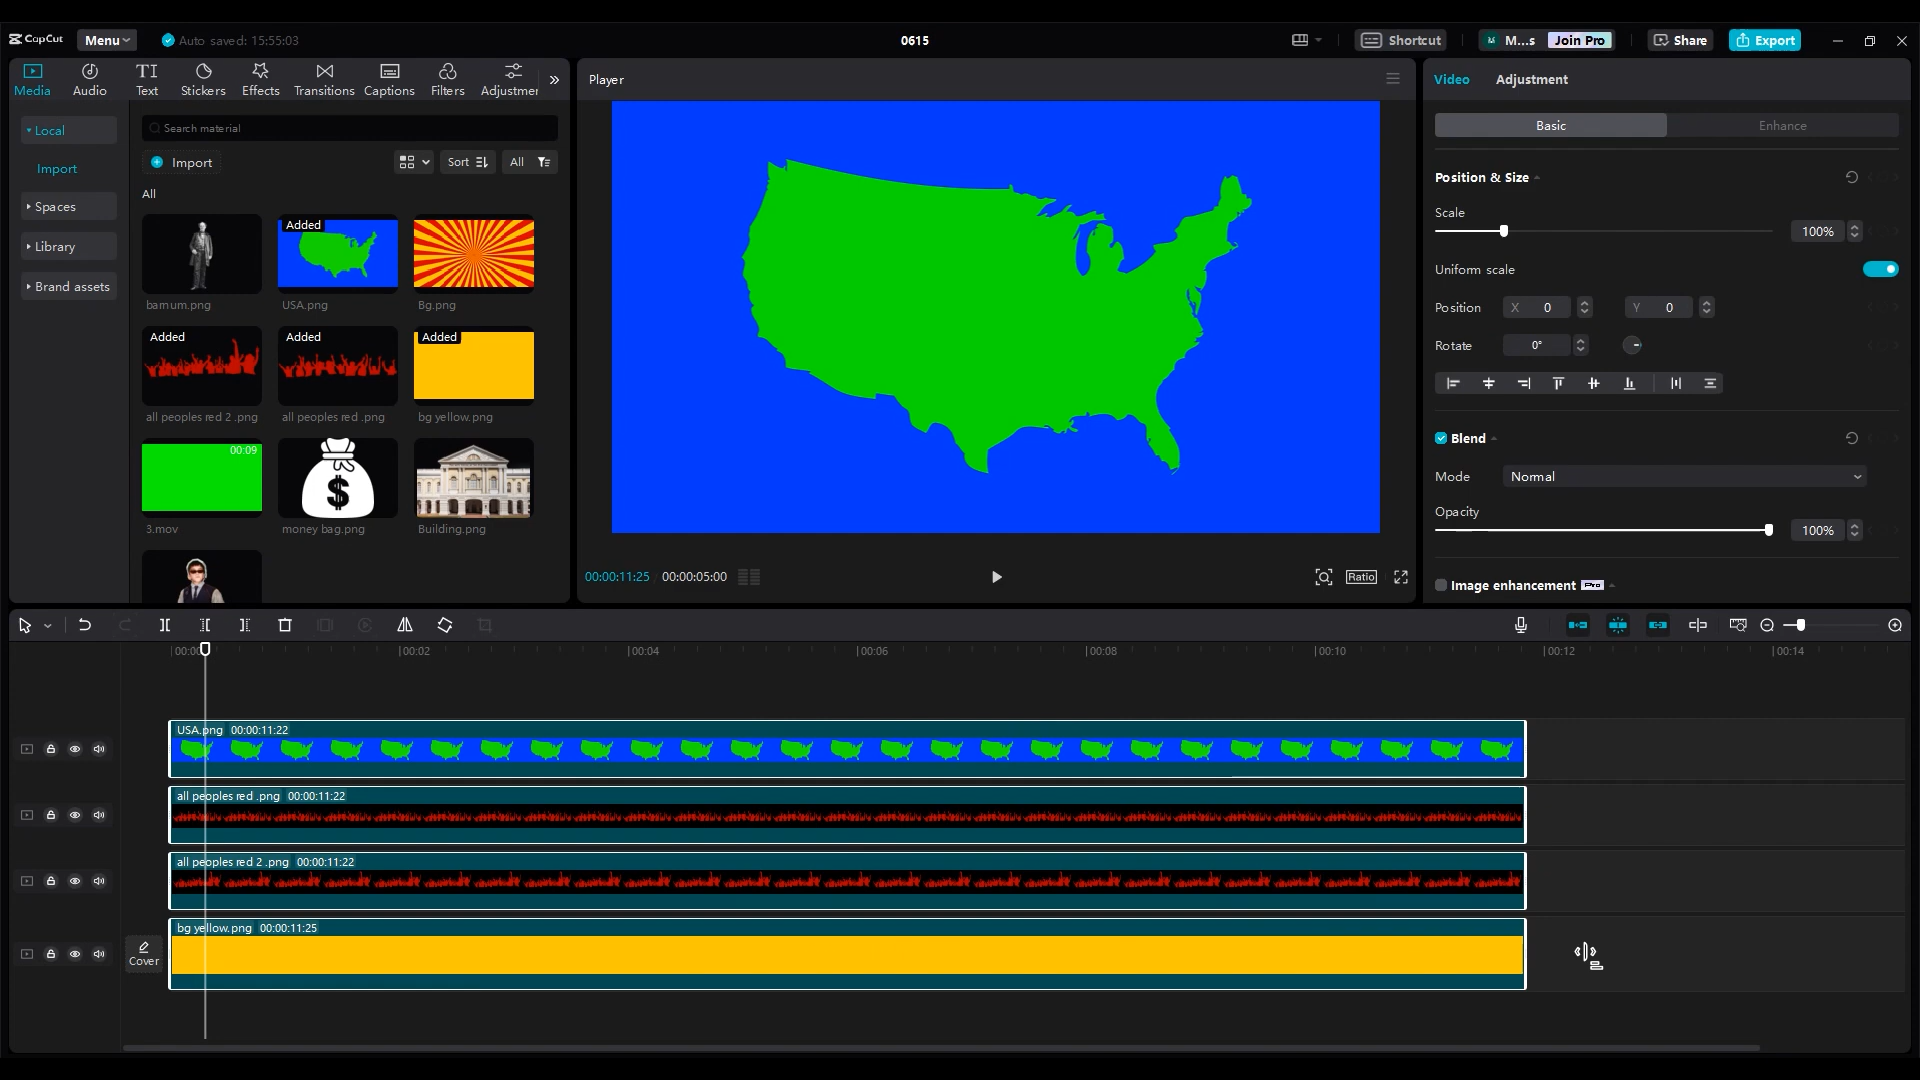 CapCut
Menu
Auto saved: 15:55:03
0615
Shortcut
M...s
Join Pro
Share
Export
Media
Audio
Text
Stickers
Effects
Transitions
Captions
Filters
Adjustmer
Player
Video
Adjustment
Local
Import
Spaces
Library
Brand assets
Search material
Import
Sort
All
All
barnum.png
Added
USA.png
Bg.png
Added
all peoples red 2 .png
Added
all peoples red .png
Added
bg yellow.png
00:09
3.mov
money bag.png
Building.png
00:00:11:25
00:00:05:00
Ratio
Basic
Enhance
Position & Size
Scale
100%
Uniform scale
Position
X 0
Y 0
Rotate
0°
Blend
Mode
Normal
Opacity
100%
Image enhancement
Pro
00:00
00:02
00:04
00:06
00:08
00:10
00:12
00:14
USA.png 00:00:11:22
all peoples red .png 00:00:11:22
all peoples red 2 .png 00:00:11:22
bg yellow.png 00:00:11:25
Cover